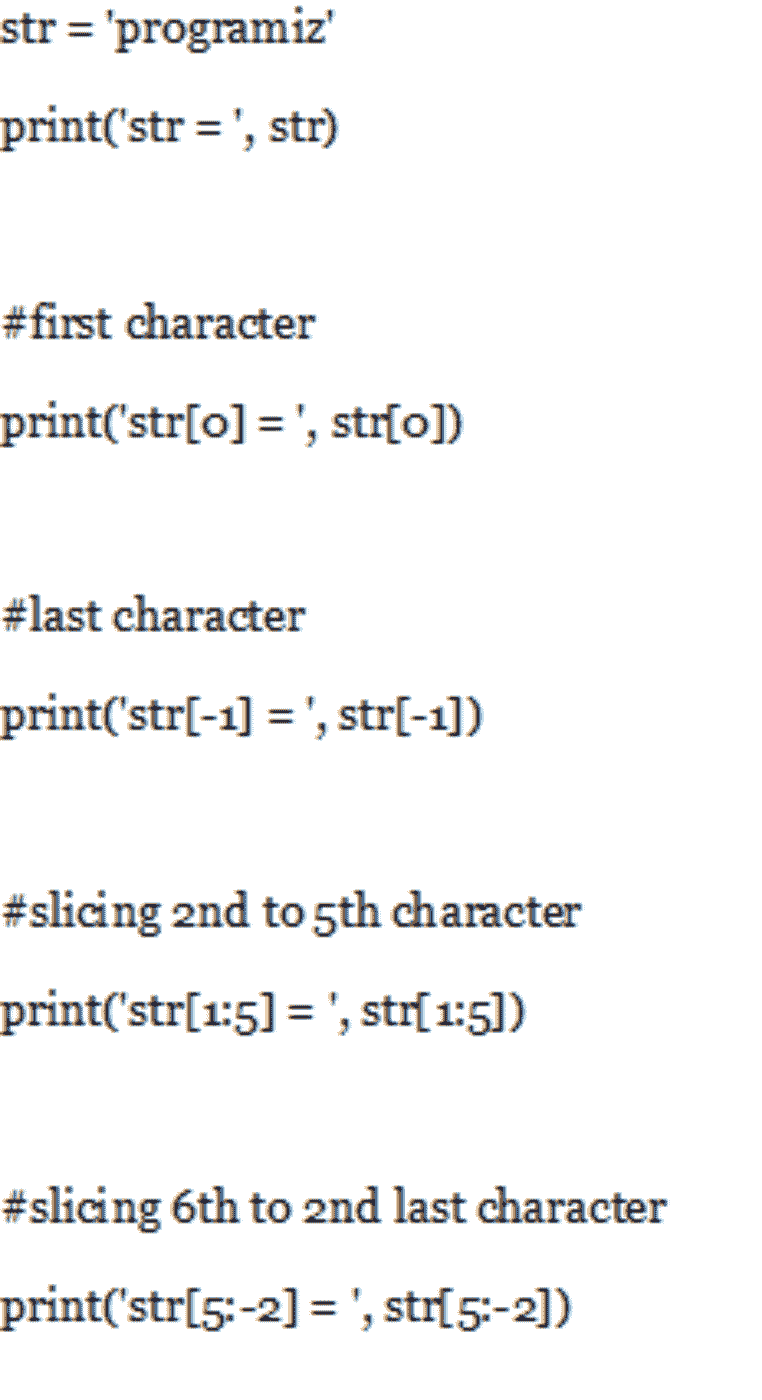 str = 'programiz'
print('str = ', str)
#first character
print('str[0] = ', str[0])
#last character
print('str[-1] = ', str[-1])
#slicing 2nd to 5th character
print('str[1:5] = ', str[1:5])
#slicing 6th to 2nd last character
print('str[5:-2] = ', str[5:-2])